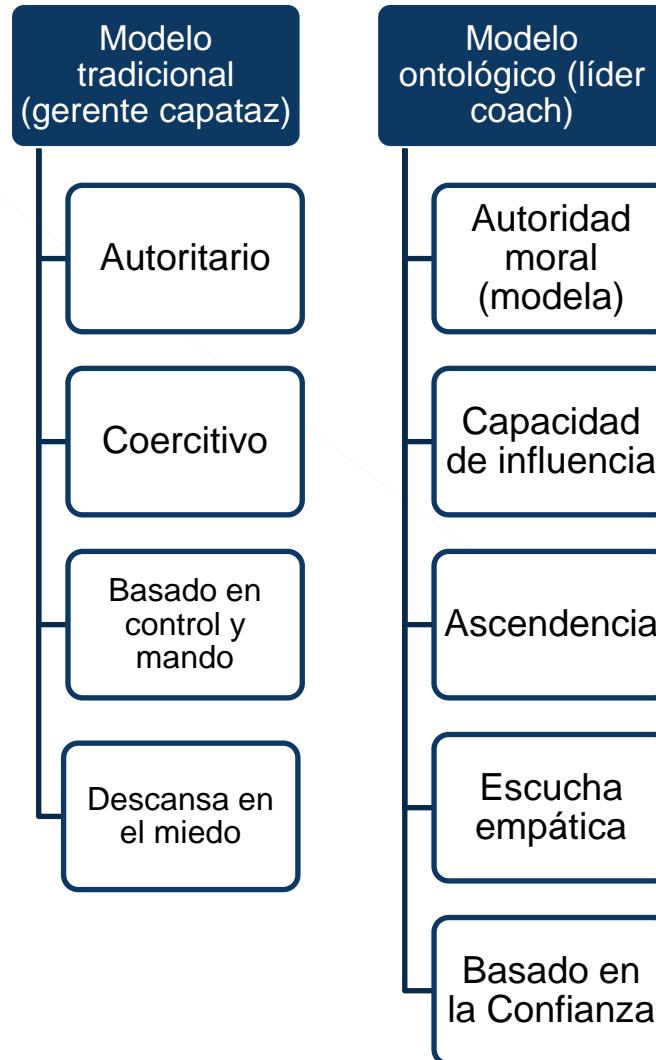 Modelo
tradicional
(gerente capataz)
Autoritario
Coercitivo
Basado en
control y
mando
Descansa en
el miedo
Modelo
ontológico (líder
coach)
Autoridad
moral
(modela)
Capacidad
de influencia
Ascendencia
Escucha
empática
Basado en
la Confianza